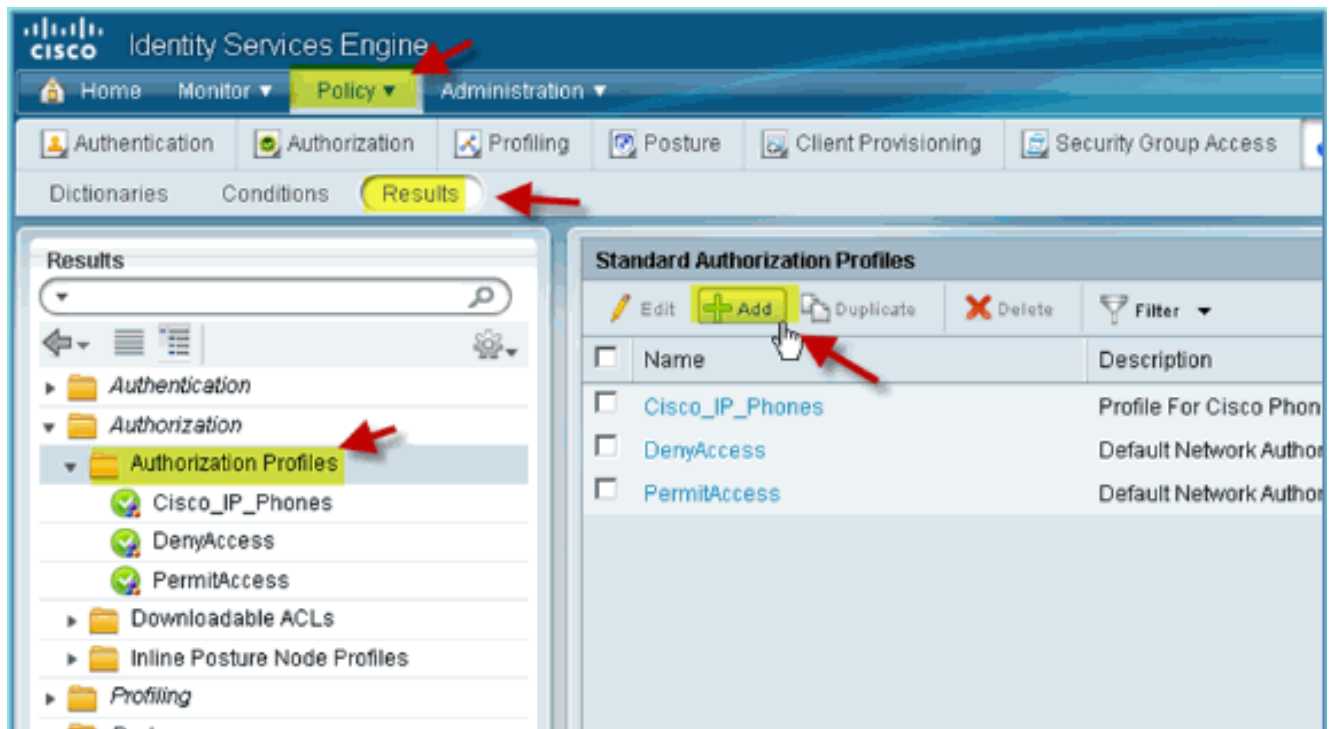 CISCO Identity Services Engine
Home Monitor Policy Administration
Authentication Authorization Profiling Posture Client Provisioning Security Group Access
Dictionaries Conditions Results
Results
Authentication
Authorization
Authorization Profiles
Cisco_IP_Phones
DenyAccess
PermitAccess
Downloadable ACLs
Inline Posture Node Profiles
Profiling
Standard Authorization Profiles
Edit Add Duplicate Delete Filter
Name Description
Cisco_IP_Phones Profile For Cisco Phon
DenyAccess Default Network Author
PermitAccess Default Network Author